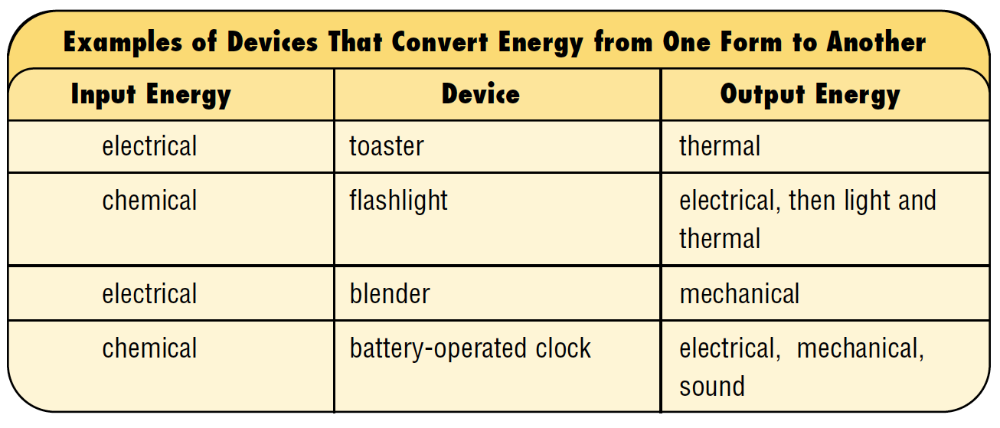 Examples of Devices That Convert Energy from One Form to Another
Input Energy Device Output Energy
electrical toaster thermal
chemical flashlight electrical, then light and
thermal
electrical blender mechanical
chemical battery-operated clock electrical, mechanical,
sound